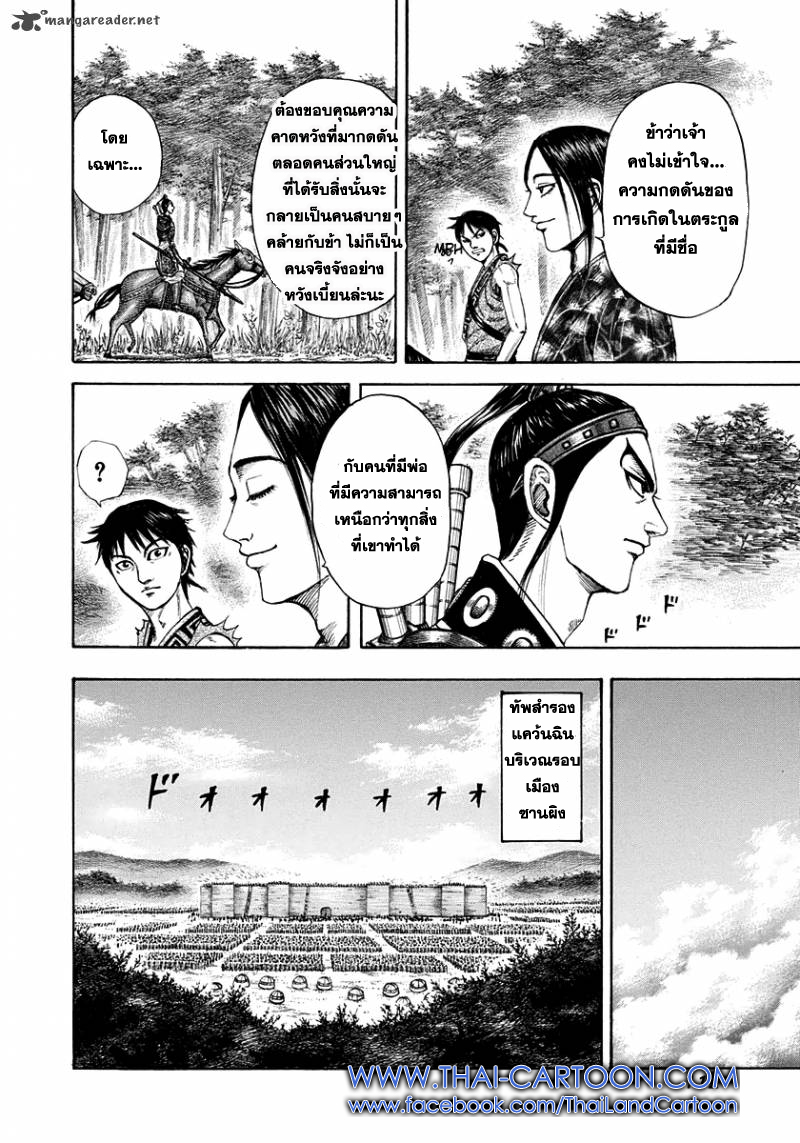 mangareader.net
ข้าว่าเจ้า
คงไม่เข้าใจ...
ความกดดันของ
การเกิดในตระกูล
ที่มีชื่อ
MPH
?
ต้องขอบคุณความ
คาดหวังที่มากดดัน
ตลอดคนส่วนใหญ่
ที่ได้รับสิ่งนั้นจะ
กลายเป็นคนสบายๆ
คล้ายกับข้า ไม่ก็เป็น
คนจริงจังอย่าง
หวังเบี้ยนล่ะนะ
โดย
เฉพาะ...
กับคนที่มีพ่อ
ที่มีความสามารถ
เหนือกว่าทุกสิ่ง
ที่เขาทำได้
ド ド ド
?
ทัพสำรอง
แคว้นฉิน
บริเวณรอบ
เมือง
ซานผิง
ド オ オ オ オ オ オ
WWW.THAI-CARTOON.COM
www.facebook.com/ThaiLandCartoon